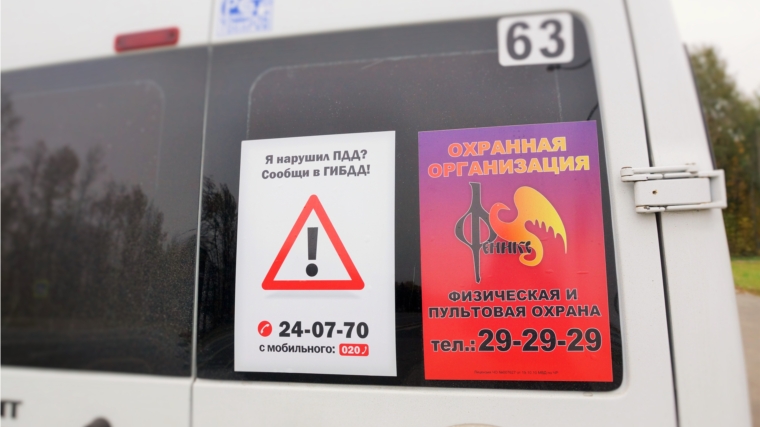 63
Я нарушил ПДД?
Сообщи в ГИБДД!
!
24-07-70
с мобильного: 020
ОХРАННАЯ
ОРГАНИЗАЦИЯ
Феникс
ФИЗИЧЕСКАЯ И
ПУЛЬТОВАЯ ОХРАНА
тел.: 29-29-29